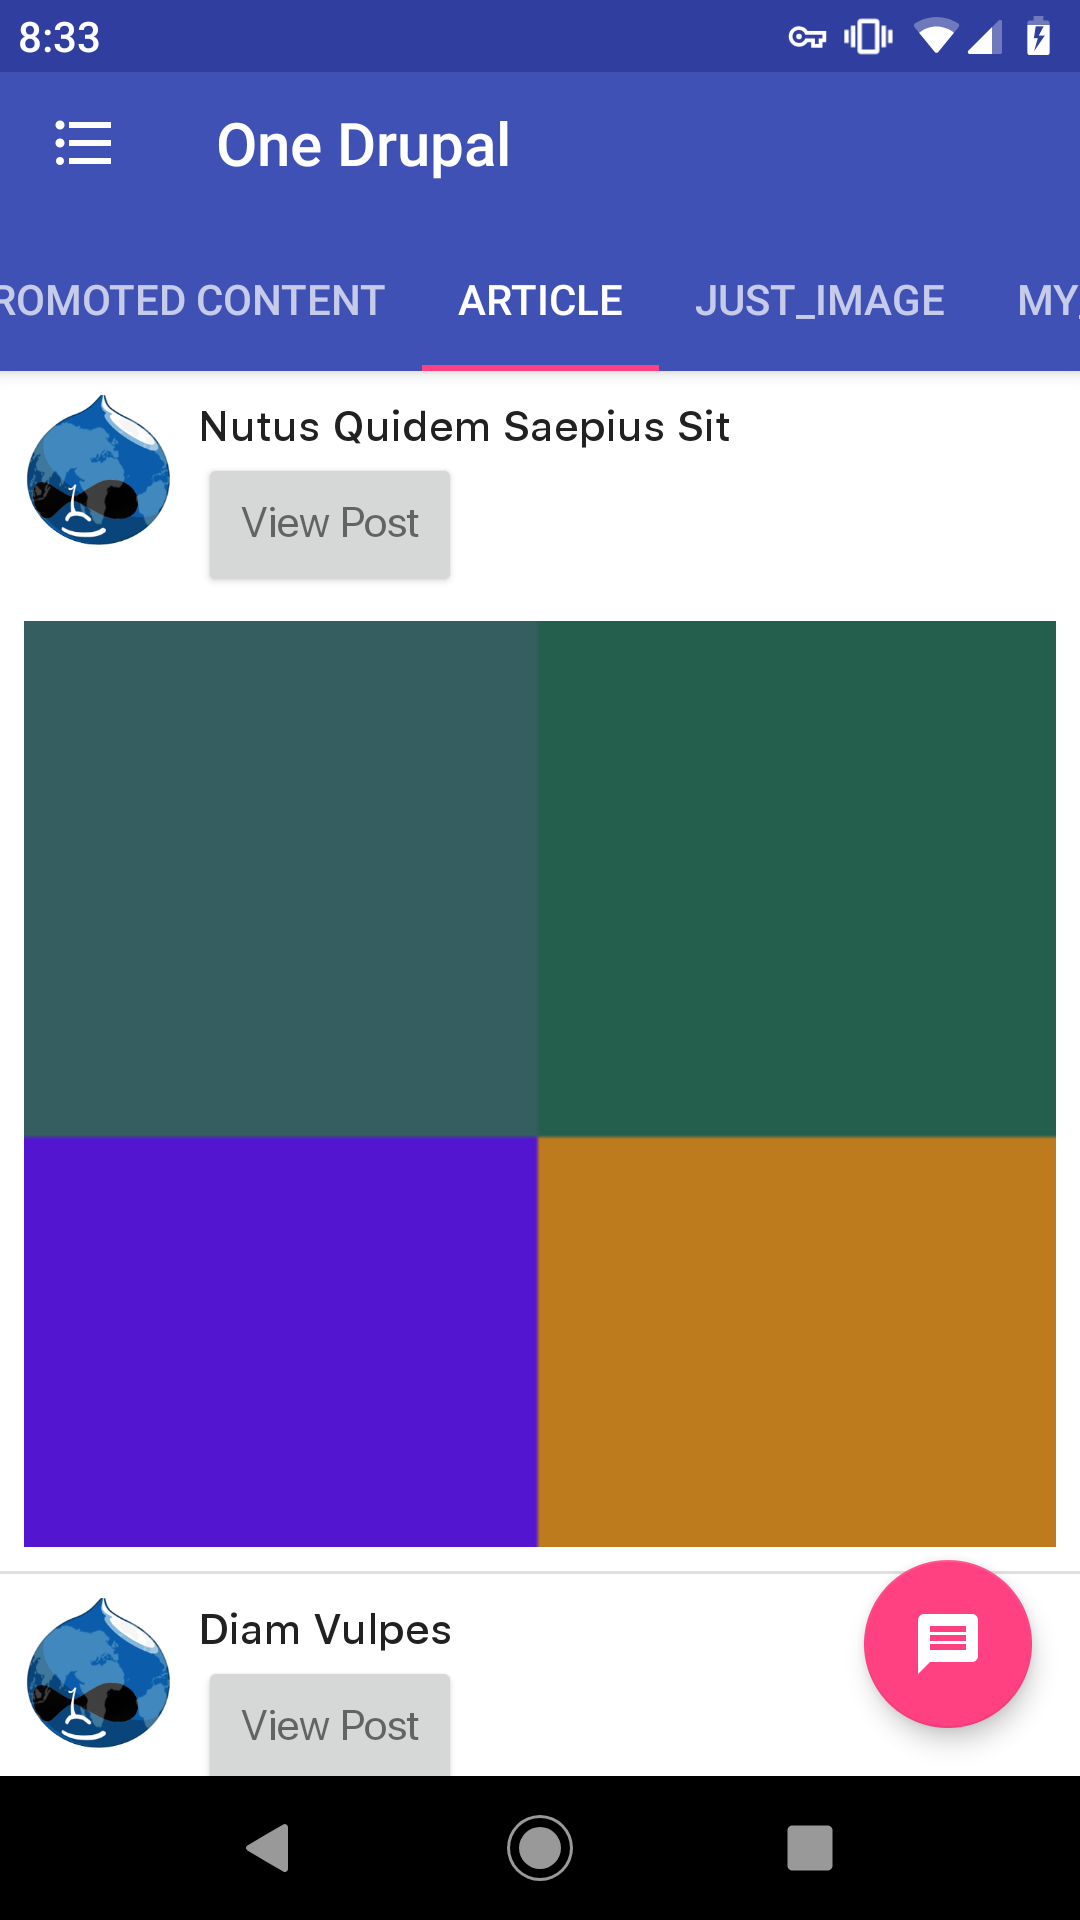 8:33
One Drupal
ROMOTED CONTENT ARTICLE JUST_IMAGE MY
Nutus Quidem Saepius Sit
View Post
Diam Vulpes
View Post